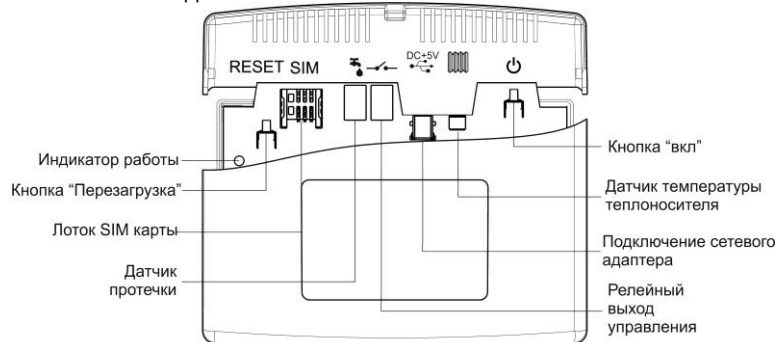 RESET SIM
DC+5V
Индикатор работы
Кнопка "Перезагрузка"
Лоток SIM карты
Датчик
протечки
Кнопка "вкл"
Датчик температуры
теплоносителя
Подключение сетевого
адаптера
Релейный
выход
управления